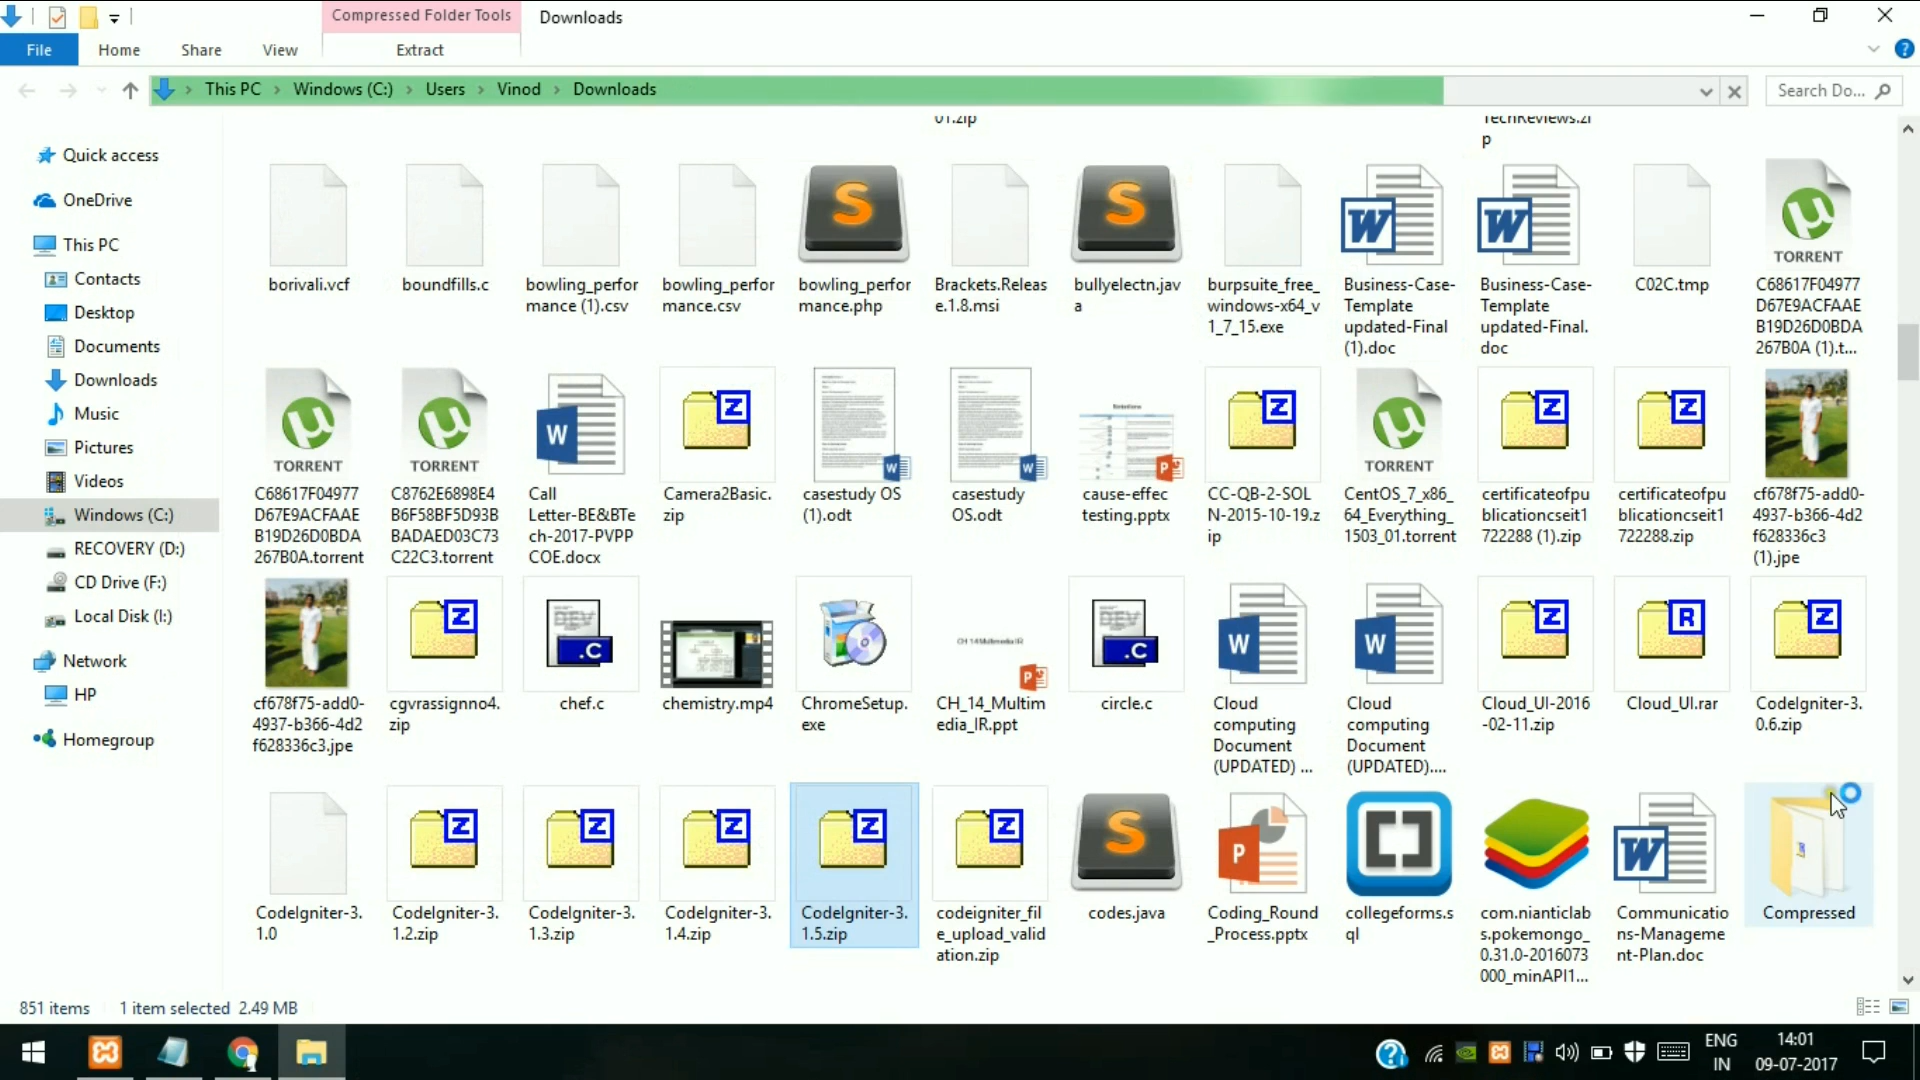 Compressed Folder Tools
Downloads
File
Home
Share
View
Extract
This PC
Windows (C:)
Users
Vinod
Downloads
Search Do...
Quick access
OneDrive
This PC
Contacts
Desktop
Documents
Downloads
Music
Pictures
Videos
Windows (C:)
RECOVERY (D:)
CD Drive (F:)
Local Disk (I:)
Network
HP
Homegroup
01.zip
TechReviews.zi
p
borivali.vcf
boundfills.c
bowling_perfor
mance (1).csv
bowling_perfor
mance.csv
bowling_perfor
mance.php
Brackets.Releas
e.1.8.msi
bullyelectn.jav
a
burpsuite_free_
windows-x64_v
1_7_15.exe
Business-Case-
Template
updated-Final
(1).doc
Business-Case-
Template
updated-Final.
doc
C02C.tmp
TORRENT
C68617F04977
D67E9ACFAAE
B19D26D0BDA
267B0A (1).t...
TORRENT
C68617F04977
D67E9ACFAAE
B19D26D0BDA
267B0A.torrent
TORRENT
C8762E6898E4
B6F58BF5D93B
BADAED03C73
C22C3.torrent
Call
Letter-BE&BTe
ch-2017-PVPP
COE.docx
Camera2Basic.
zip
casestudy OS
(1).odt
casestudy
OS.odt
cause-effec
testing.pptx
CC-QB-2-SOL
N-2015-10-19.z
ip
TORRENT
CentOS_7_x86_
64_Everything_
1503_01.torrent
certificateofpu
blicationcseit1
722288 (1).zip
certificateofpu
blicationcseit1
722288.zip
cf678f75-add0-
4937-b366-4d2
f628336c3
(1).jpe
cf678f75-add0-
4937-b366-4d2
f628336c3.jpe
cgvrassignno4.
zip
chef.c
chemistry.mp4
ChromeSetup.
exe
CH 14 Multimedia IR
CH_14_Multim
edia_IR.ppt
circle.c
Cloud
computing
Document
(UPDATED) ...
Cloud
computing
Document
(UPDATED)....
Cloud_UI-2016
-02-11.zip
Cloud_UI.rar
CodeIgniter-3.
0.6.zip
CodeIgniter-3.
1.0
CodeIgniter-3.
1.2.zip
CodeIgniter-3.
1.3.zip
CodeIgniter-3.
1.4.zip
CodeIgniter-3.
1.5.zip
codeigniter_fil
e_upload_valid
ation.zip
codes.java
Coding_Round
_Process.pptx
collegeforms.s
ql
com.nianticlab
s.pokemongo_
0.31.0-2016073
000_minAPI1...
Communicatio
ns-Manageme
nt-Plan.doc
Compressed
851 items
1 item selected 2.49 MB
ENG
IN
14:01
09-07-2017